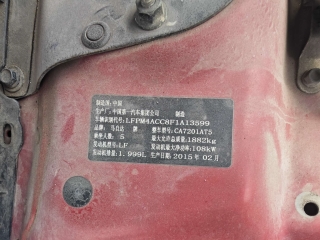 制造国:中国
生产厂:中国第一汽车集团公司 制造
车辆识别代号:LFPM4ACC8F1A13599
品牌:马自达 整车型号:CA7201AT5
乘坐人数:5 最大允许总质量:1882kg
发动机型号:LF 发动机最大净功率:108kW
发动机排量:1.999L 生产日期:2015年02月